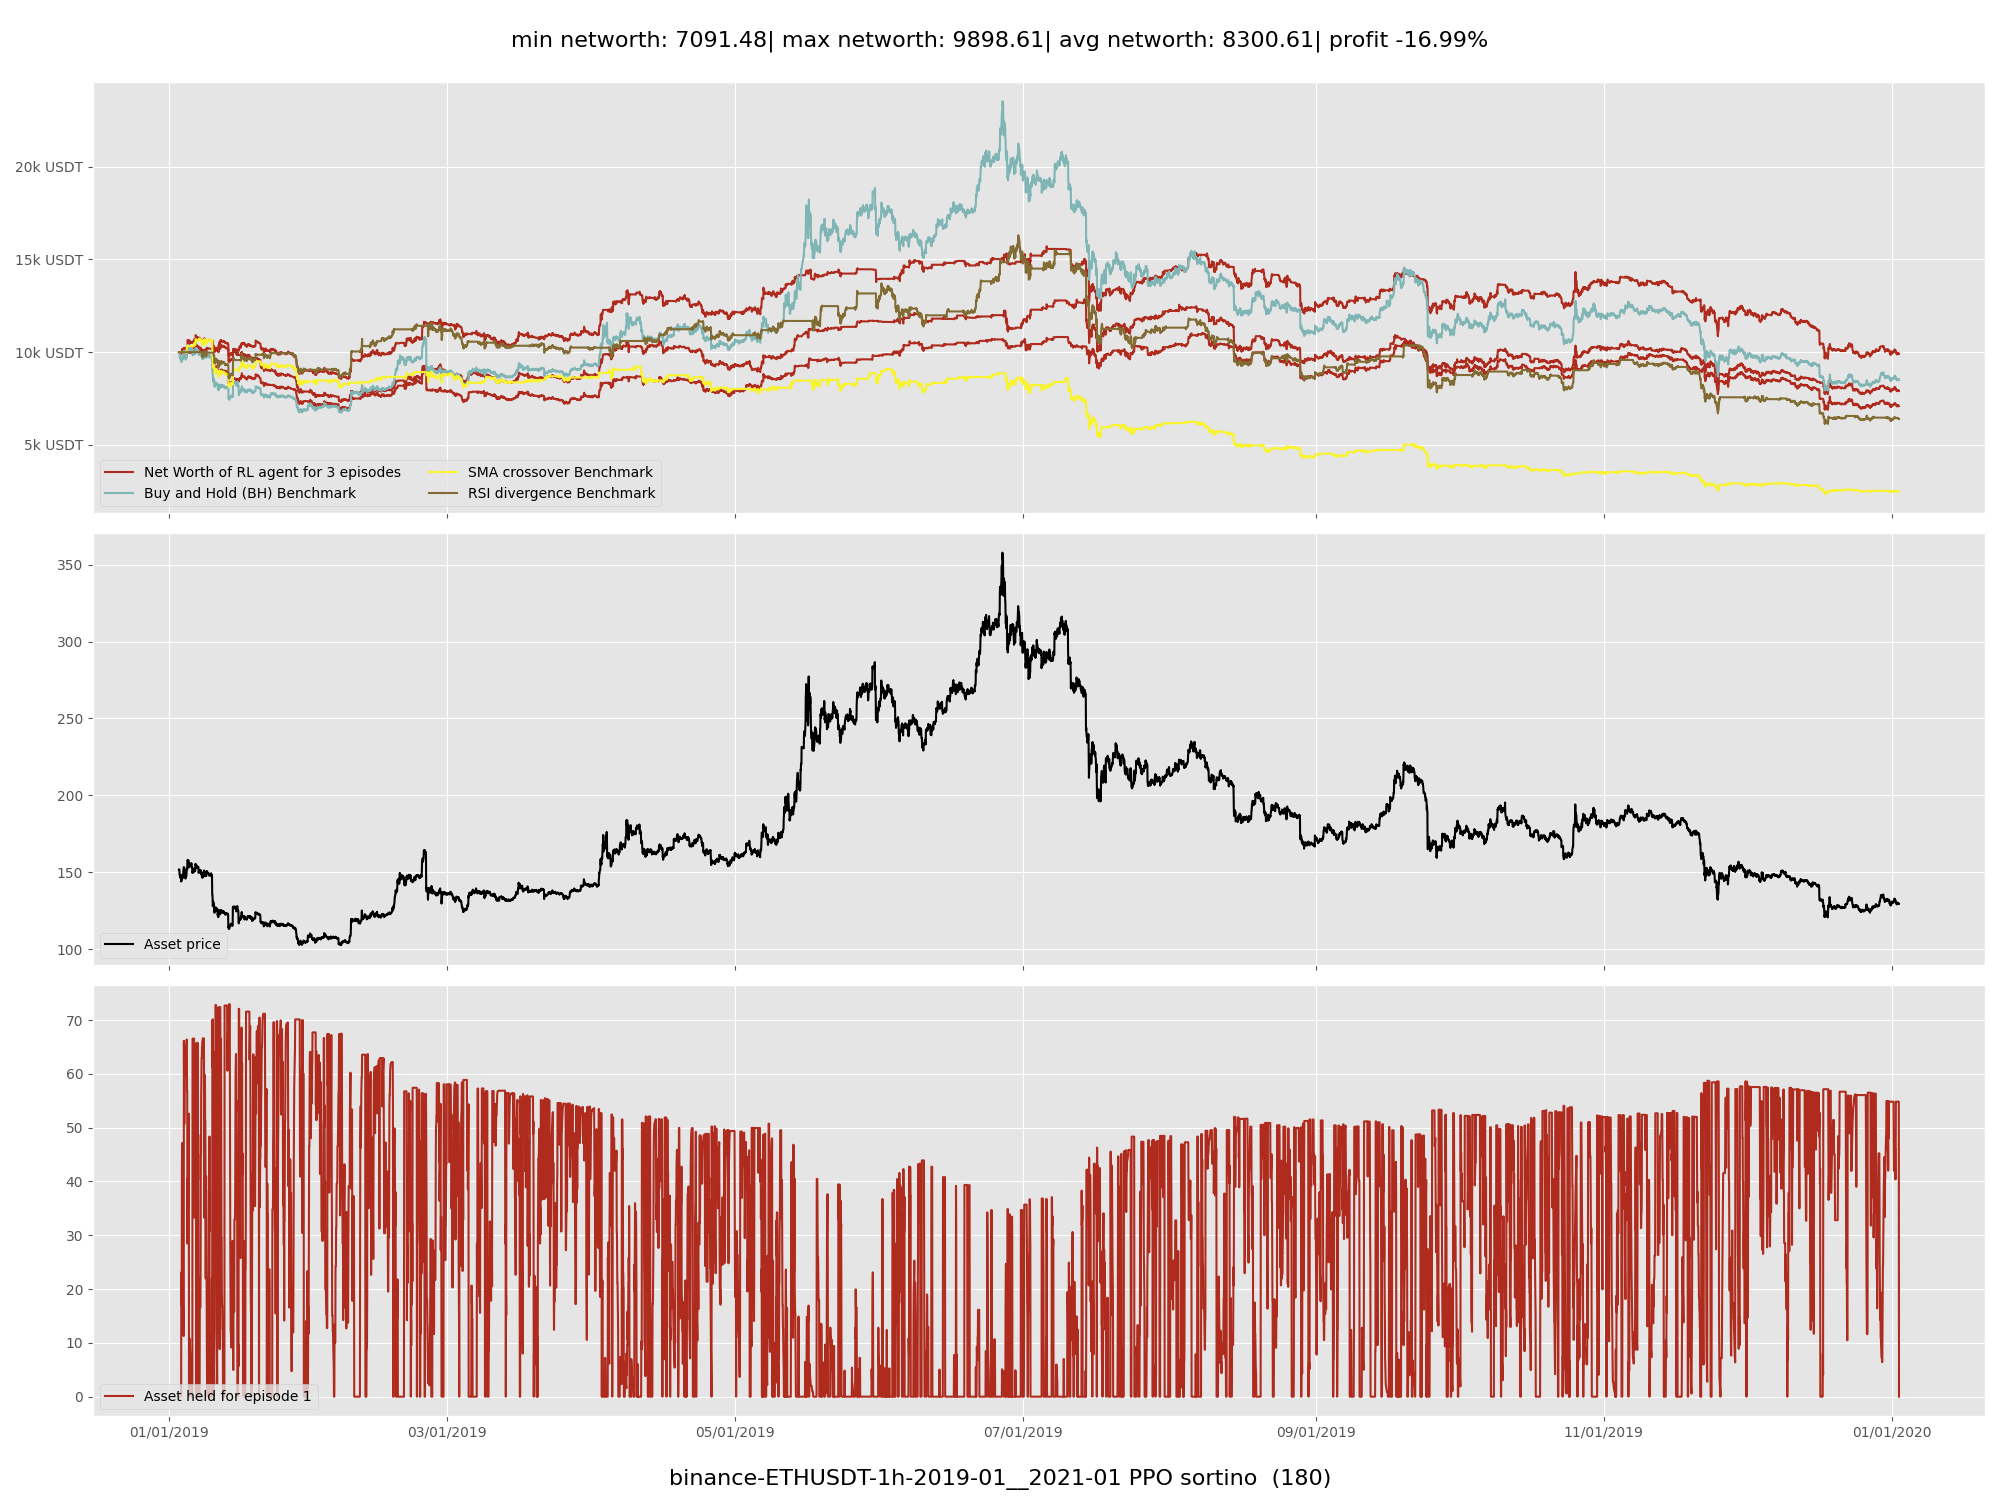 min networth: 7091.48| max networth: 9898.61| avg networth: 8300.61| profit -16.99%
20k USDT
15k USDT
10k USDT
5k USDT
Net Worth of RL agent for 3 episodes
Buy and Hold (BH) Benchmark
SMA crossover Benchmark
RSI divergence Benchmark
350
300
250
200
150
100
Asset price
70
60
50
40
30
20
10
0
Asset held for episode 1
01/01/2019 03/01/2019 05/01/2019 07/01/2019 09/01/2019 11/01/2019 01/01/2020
binance-ETHUSDT-1h-2019-01__2021-01 PPO sortino  (180)